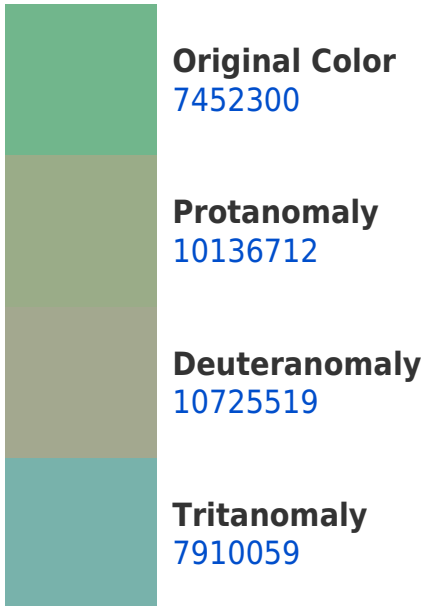 Original Color
7452300
Protanomaly
10136712
Deuteranomaly
10725519
Tritanomaly
7910059